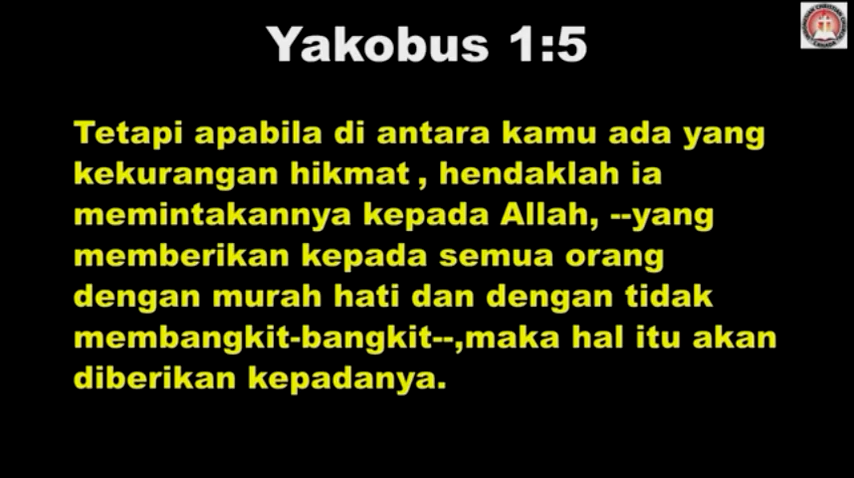 Yakobus 1:5
Tetapi apabila di antara kamu ada yang
kekurangan hikmat , hendaklah ia
memintakannya kepada Allah, --yang
memberikan kepada semua orang
dengan murah hati dan dengan tidak
membangkit-bangkit--,maka hal itu akan
diberikan kepadanya.